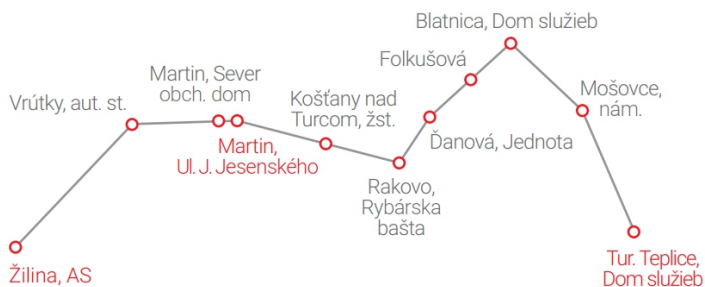 Žilina, AS
Vrútky, aut. st.
Martin, Sever
obch. dom
Martin,
Ul. J. Jesenského
Košťany nad
Turcom, žst.
Rakovo,
Rybárska
bašta
Ďanová, Jednota
Folkušová
Blatnica, Dom služieb
Mošovce,
nám.
Tur. Teplice,
Dom služieb